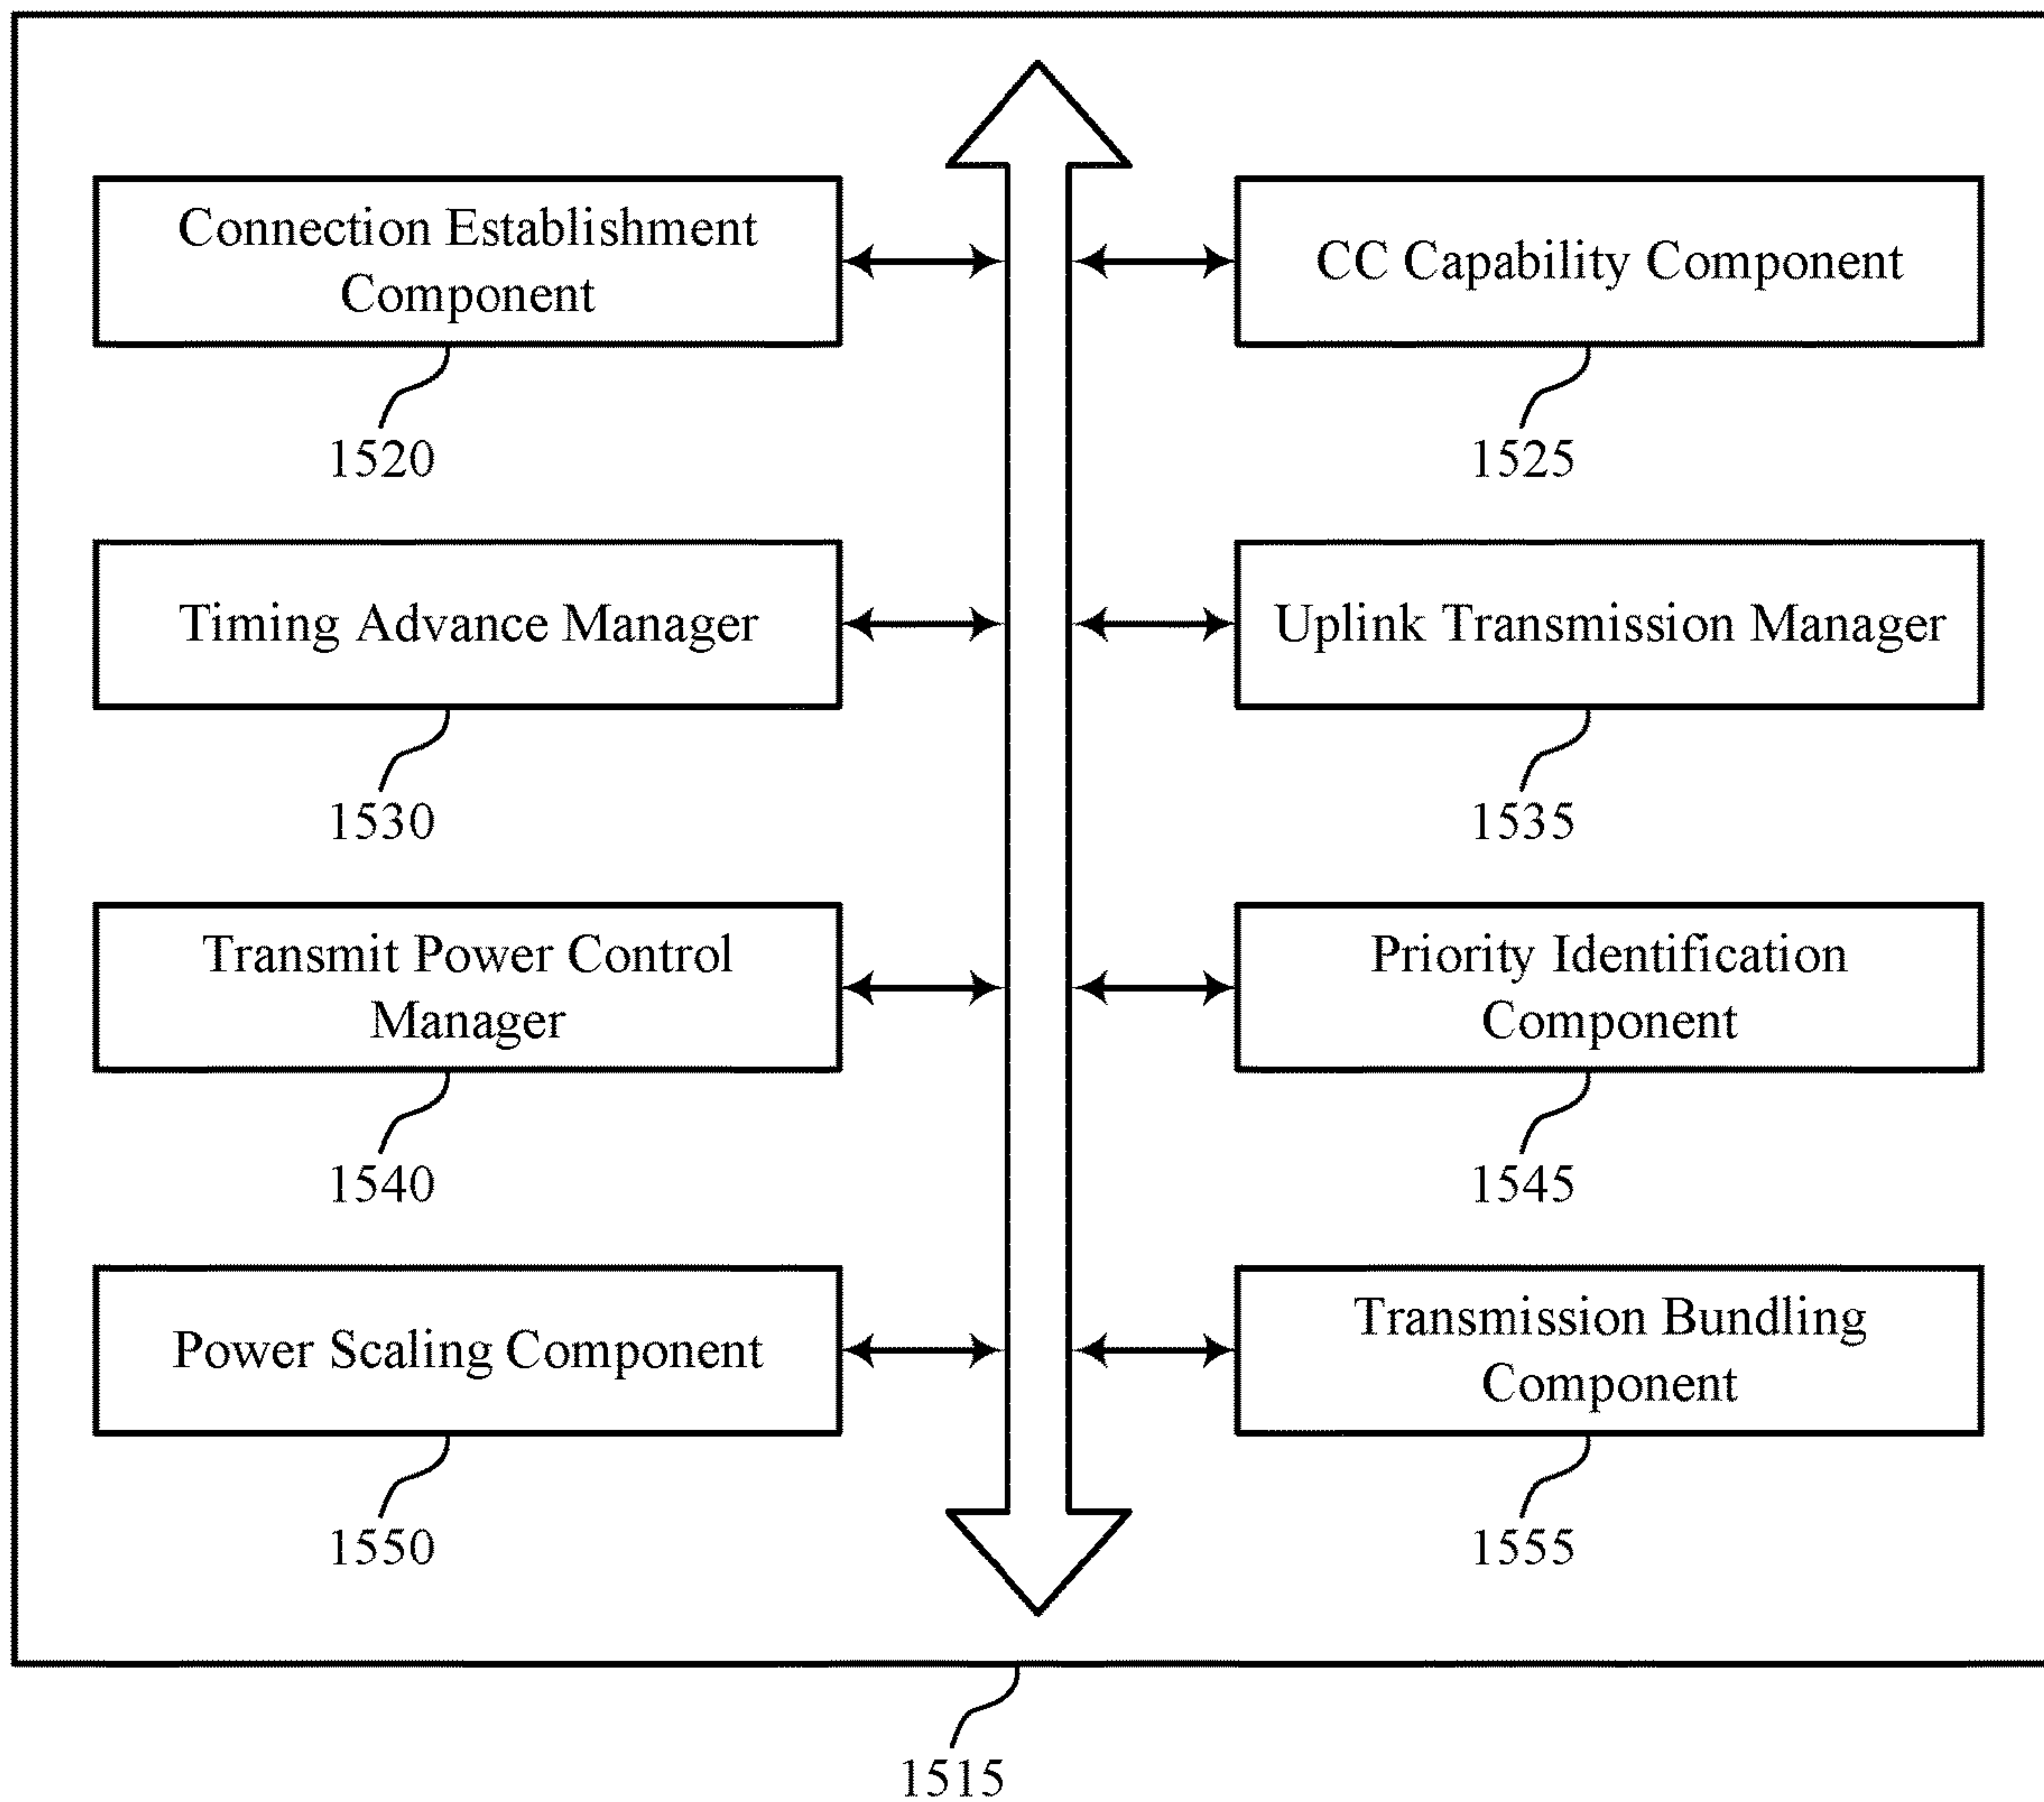 Connection Establishment
Component
1520
CC Capability Component
1525
Timing Advance Manager
1530
Uplink Transmission Manager
1535
Transmit Power Control
Manager
1540
Priority Identification
Component
1545
Power Scaling Component
1550
Transmission Bundling
Component
1555
1515